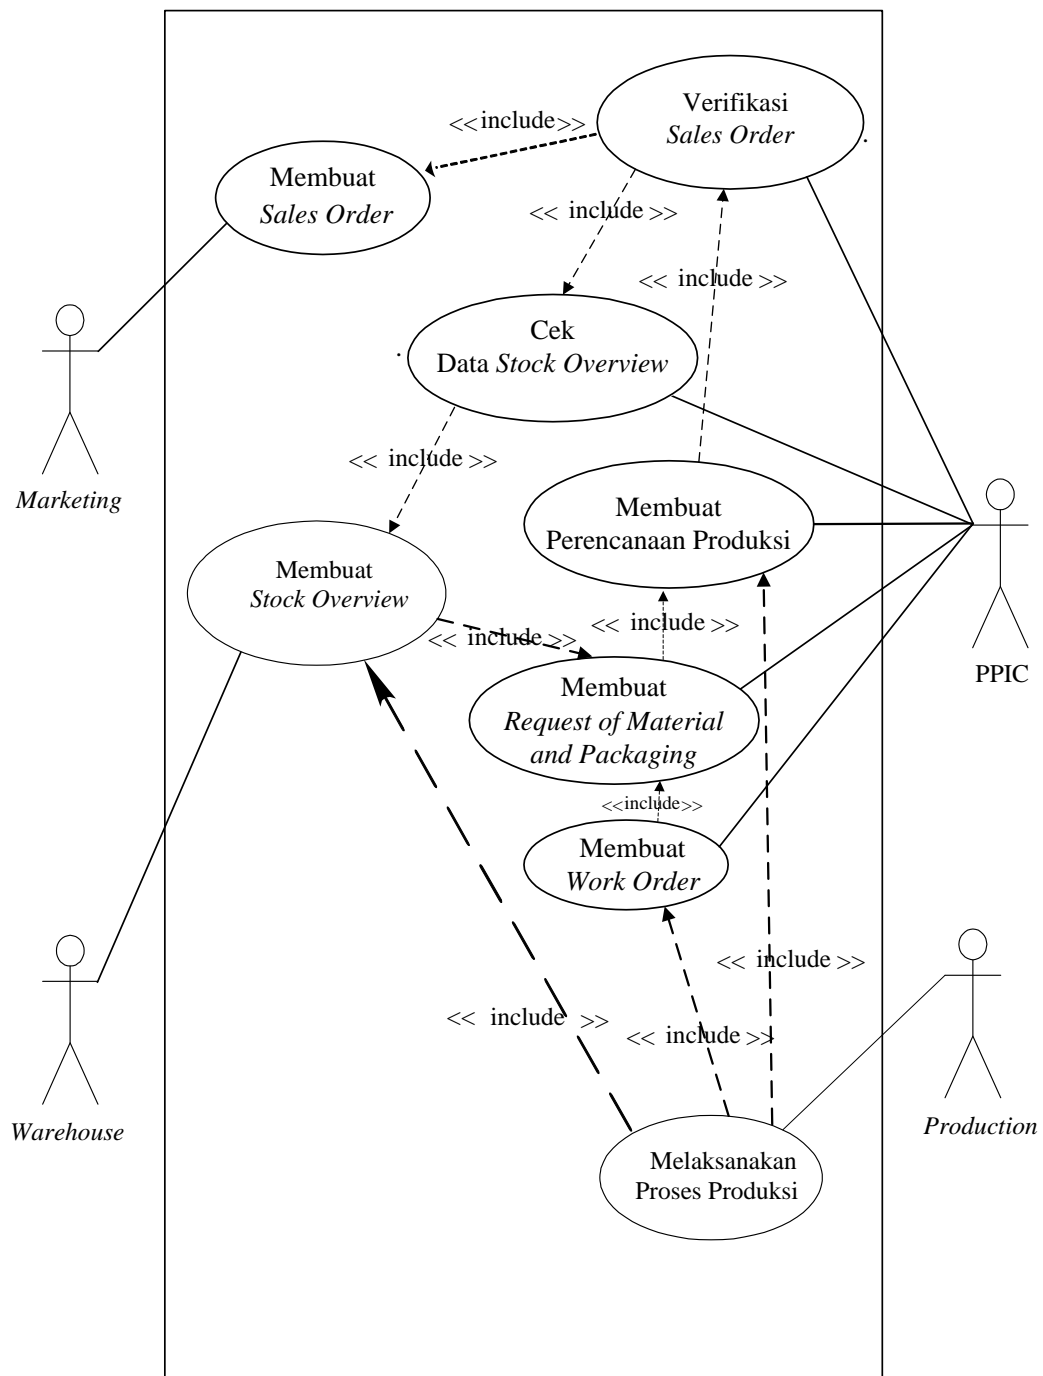 Verifikasi
Sales Order
<<include>>
Membuat
Sales Order
<< include >>
<< include >>
Cek
Data Stock Overview
<< include >>
Marketing
Membuat
Perencanaan Produksi
Membuat
Stock Overview
<< include >>
<< include >>
PPIC
Membuat
Request of Material
and Packaging
<<include>>
Membuat
Work Order
<< include >>
<< include >>
<< include >>
Warehouse
Production
Melaksanakan
Proses Produksi